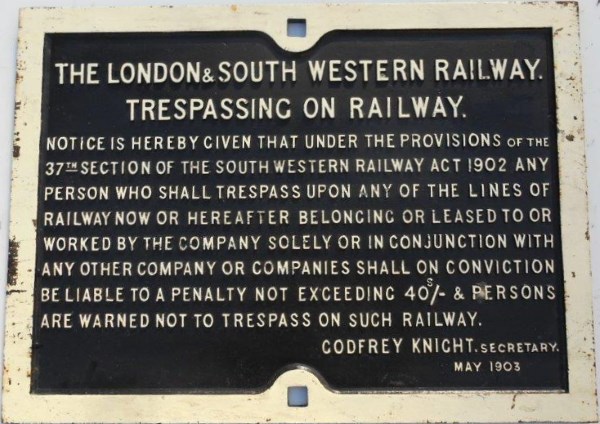 THE LONDON & SOUTH WESTERN RAILWAY.
TRESPASSING ON RAILWAY.
NOTICE IS HEREBY GIVEN THAT UNDER THE PROVISIONS OF THE
37TH SECTION OF THE SOUTH WESTERN RAILWAY ACT 1902 ANY
PERSON WHO SHALL TRESPASS UPON ANY OF THE LINES OF
RAILWAY NOW OR HEREAFTER BELONGING OR LEASED TO OR
WORKED BY THE COMPANY SOLELY OR IN CONJUNCTION WITH
ANY OTHER COMPANY OR COMPANIES SHALL ON CONVICTION
BE LIABLE TO A PENALTY NOT EXCEEDING 40S/- & PERSONS
ARE WARNED NOT TO TRESPASS ON SUCH RAILWAY.
GODFREY KNIGHT. SECRETARY.
MAY 1903